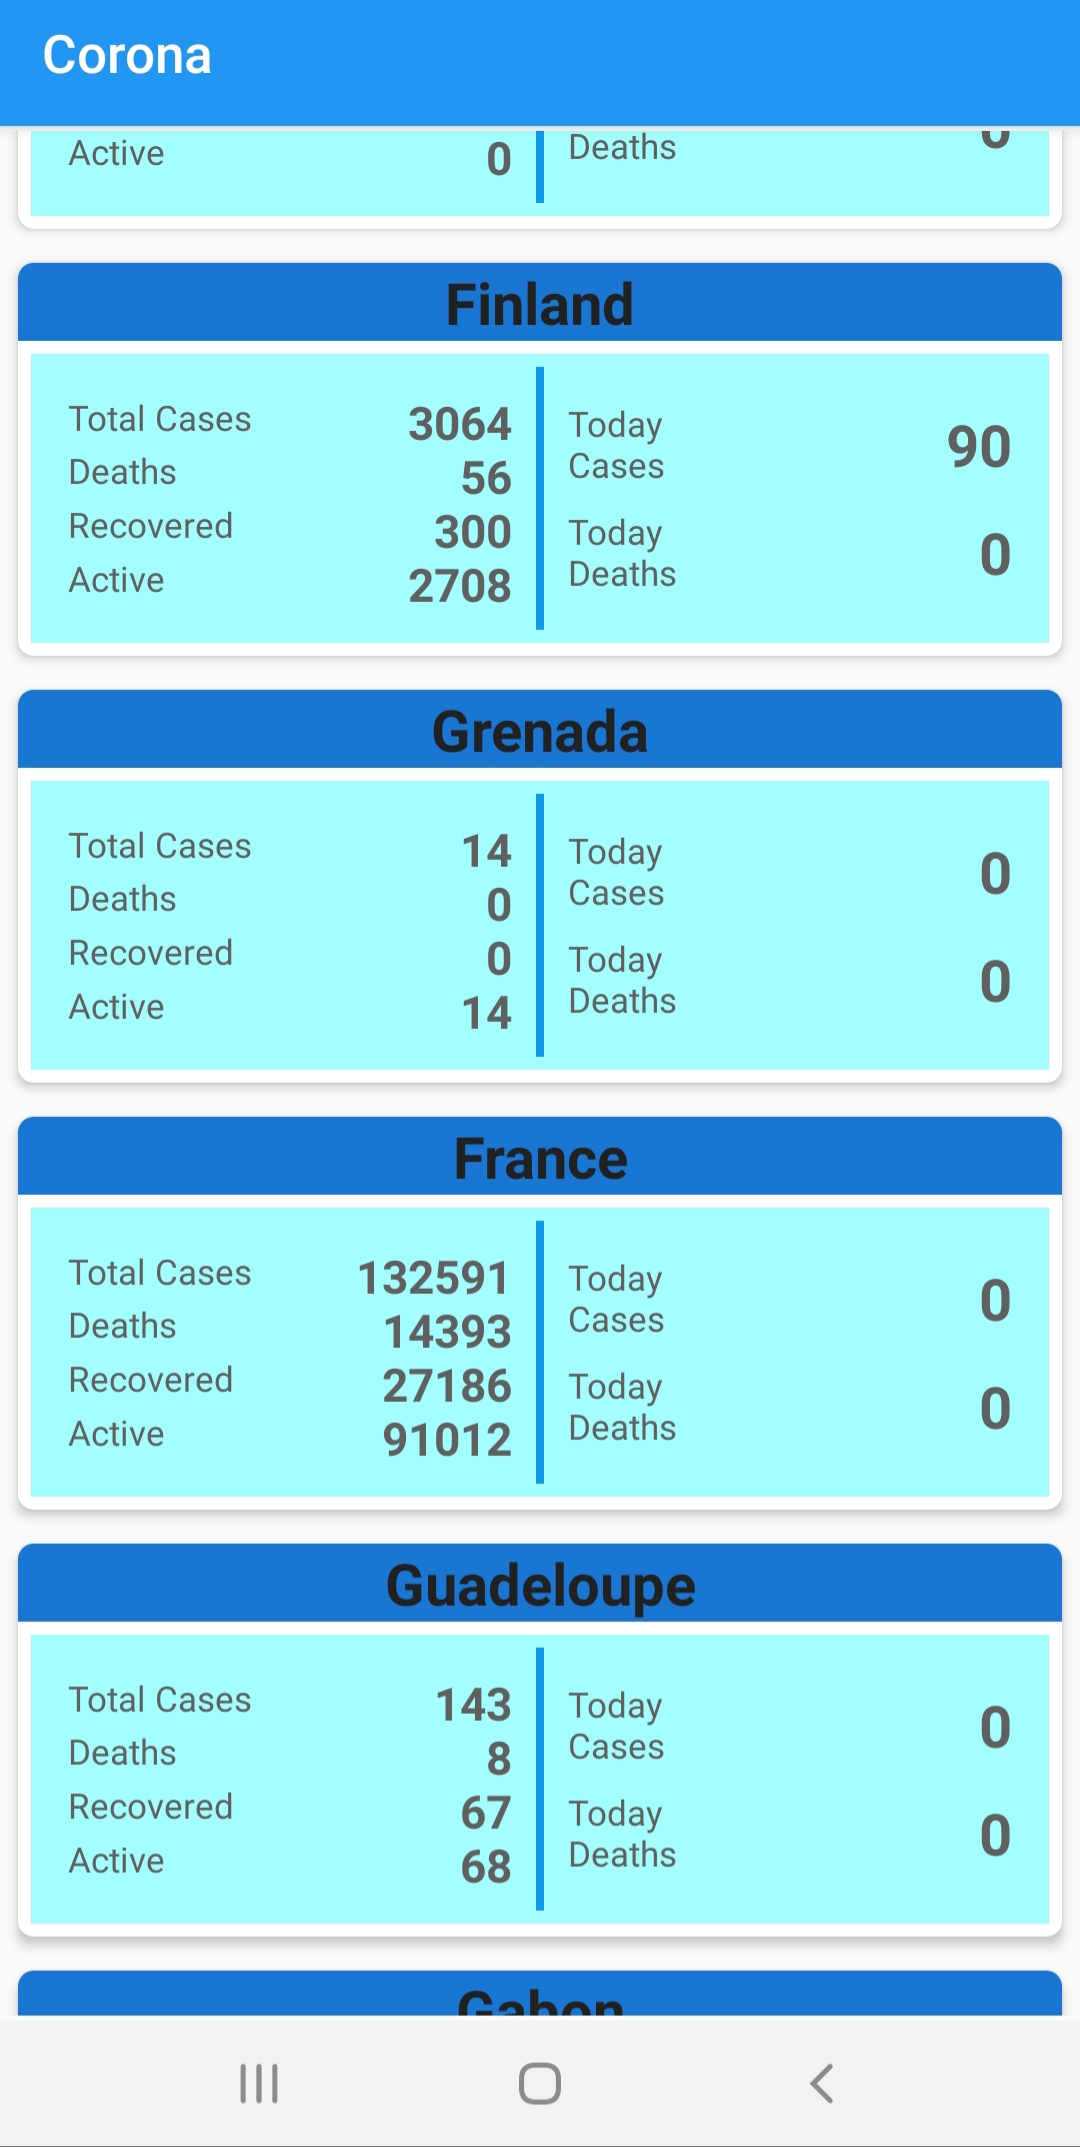 Corona
Active 0 Deaths 0
Finland
Total Cases 3064
Deaths 56
Recovered 300
Active 2708
Today
Cases 90
Today
Deaths 0
Grenada
Total Cases 14
Deaths 0
Recovered 0
Active 14
Today
Cases 0
Today
Deaths 0
France
Total Cases 132591
Deaths 14393
Recovered 27186
Active 91012
Today
Cases 0
Today
Deaths 0
Guadeloupe
Total Cases 143
Deaths 8
Recovered 67
Active 68
Today
Cases 0
Today
Deaths 0
Gabon